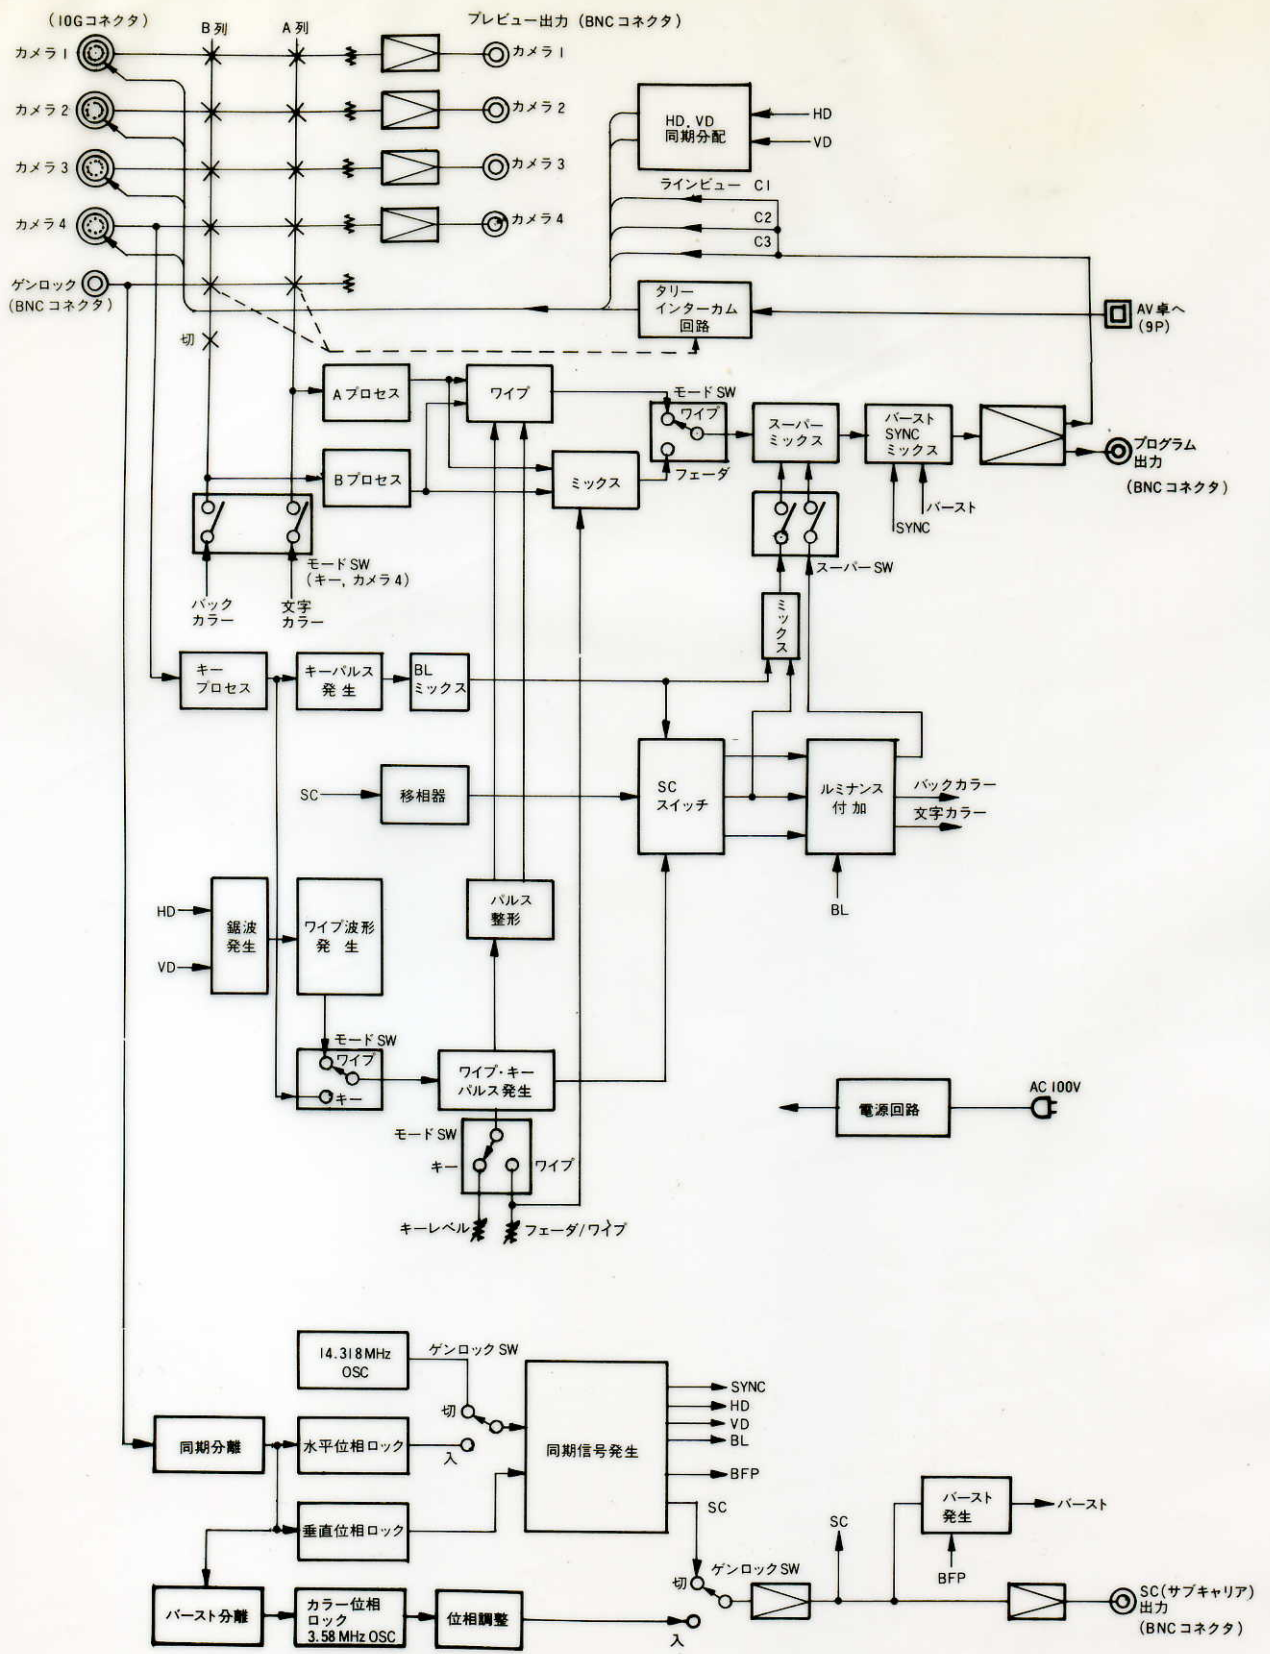 (10Gコネクタ)
B列
A列
プレビュー出力 (BNCコネクタ)
カメラ1
カメラ1
カメラ2
カメラ2
カメラ3
カメラ3
カメラ4
カメラ4
HD, VD
同期分配
HD
VD
ラインビュー C1
C2
C3
ゲンロック
(BNCコネクタ)
タリー
インターカム
回路
AV卓へ
(9P)
切
Aプロセス
ワイプ
モードSW
ワイプ
フェーダ
スーパー
ミックス
バースト
SYNC
ミックス
プログラム
出力
(BNCコネクタ)
Bプロセス
ミックス
SYNC
バースト
モードSW
(キー, カメラ4)
スーパーSW
バック
カラー
文字
カラー
ミックス
キー
プロセス
キーパルス
発生
BL
ミックス
SC
移相器
SC
スイッチ
ルミナンス
付加
バックカラー
文字カラー
BL
HD
VD
鋸波
発生
ワイプ波形
発 生
パルス
整形
モードSW
ワイプ
キー
ワイプ・キー
パルス発生
モードSW
キー
ワイプ
キーレベル
フェーダ/ワイプ
電源回路
AC 100V
14.318MHz
OSC
ゲンロックSW
切
入
同期信号発生
SYNC
HD
VD
BL
BFP
SC
同期分離
水平位相ロック
垂直位相ロック
バースト分離
カラー位相
ロック
3.58 MHz OSC
位相調整
ゲンロックSW
切
入
SC
バースト
発生
バースト
BFP
SC(サブキャリア)
出力
(BNCコネクタ)